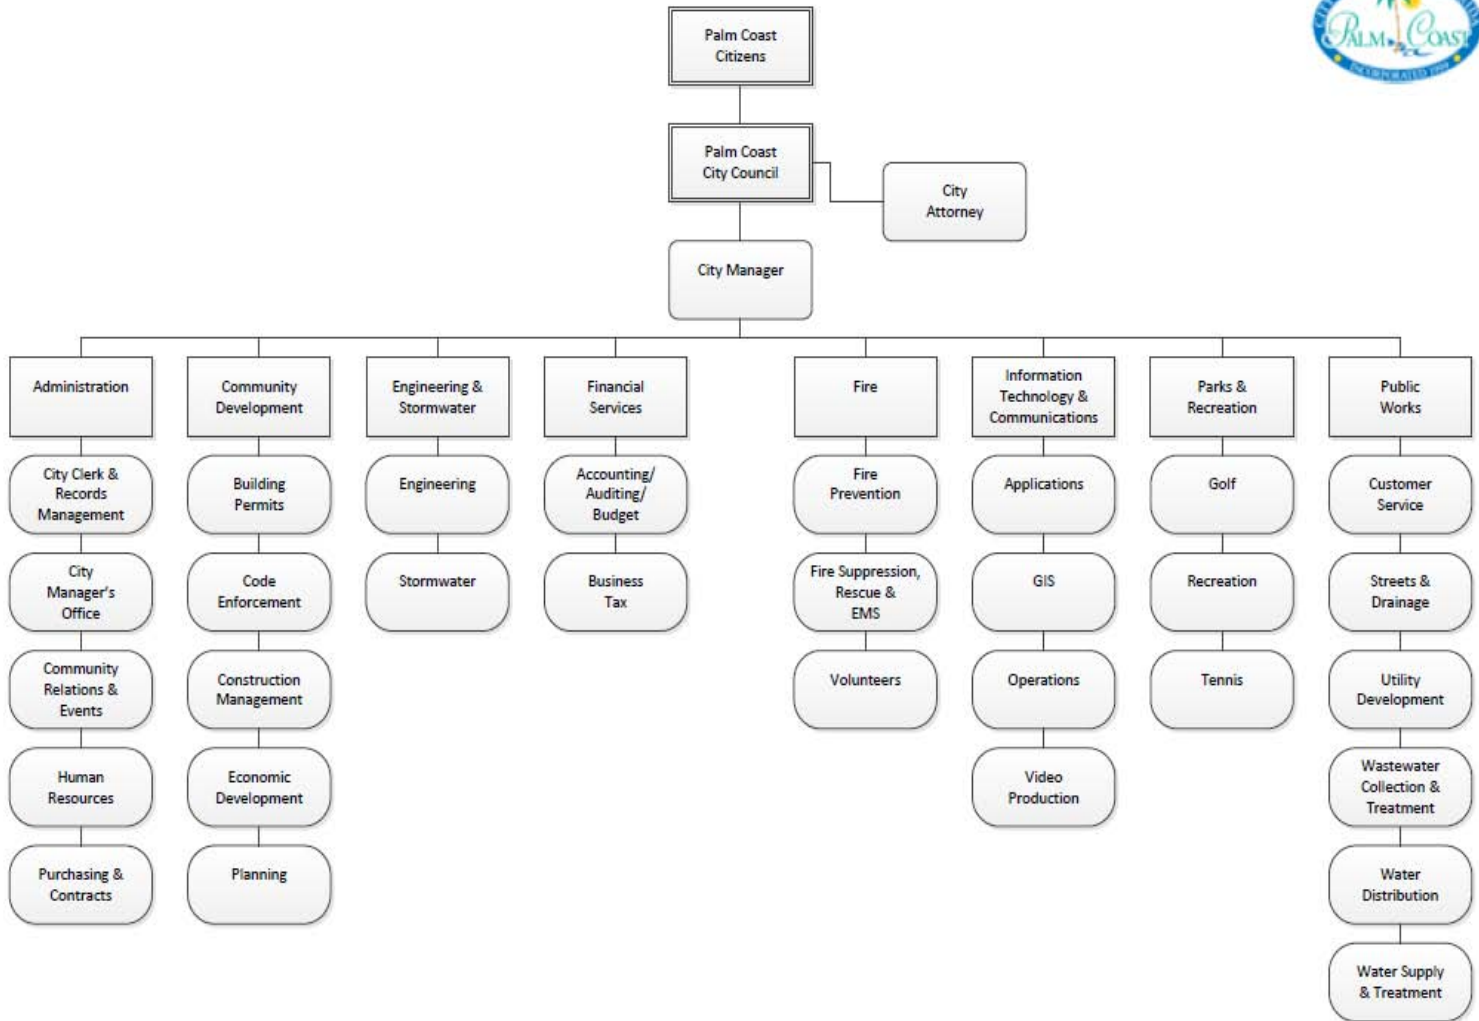 Palm Coast
Citizens
PALM COAST
INCORPORATED 1999
Palm Coast
City Council
City
Attorney
City Manager
Administration
Community
Development
Engineering &
Stormwater
Financial
Services
Fire
Information
Technology &
Communications
Parks &
Recreation
Public
Works
City Clerk &
Records
Management
Building
Permits
Engineering
Accounting/
Auditing/
Budget
Fire
Prevention
Applications
Golf
Customer
Service
City
Manager's
Office
Code
Enforcement
Stormwater
Business
Tax
Fire Suppression,
Rescue &
EMS
GIS
Recreation
Streets &
Drainage
Community
Relations &
Events
Construction
Management
Volunteers
Operations
Tennis
Utility
Development
Human
Resources
Economic
Development
Video
Production
Wastewater
Collection &
Treatment
Purchasing &
Contracts
Planning
Water
Distribution
Water Supply
& Treatment